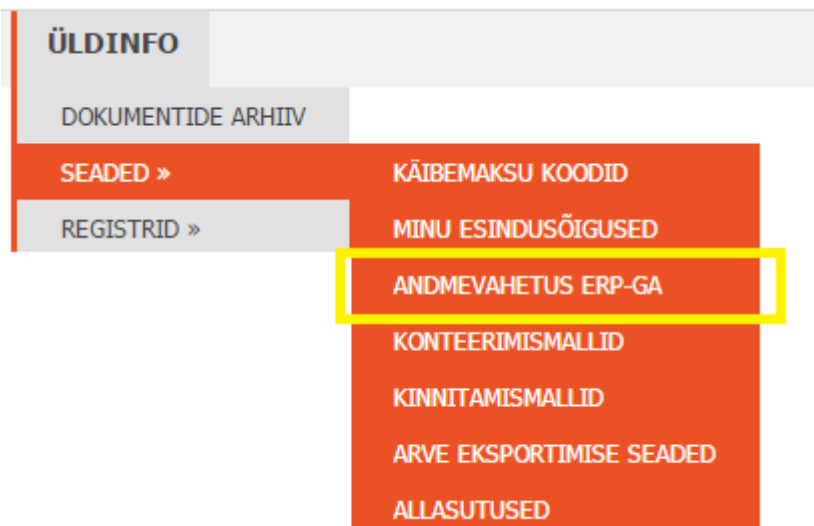 ÜLDINFO
DOKUMENTIDE ARHIIV
SEADED »
REGISTRID »
KÄIBEMAKSU KOODID
MINU ESINDUSÕIGUSED
ANDMEVAHETUS ERP-GA
KONTEERIMISMALLID
KINNITAMISMALLID
ARVE EKSPORTIMISE SEADED
ALLASUTUSED